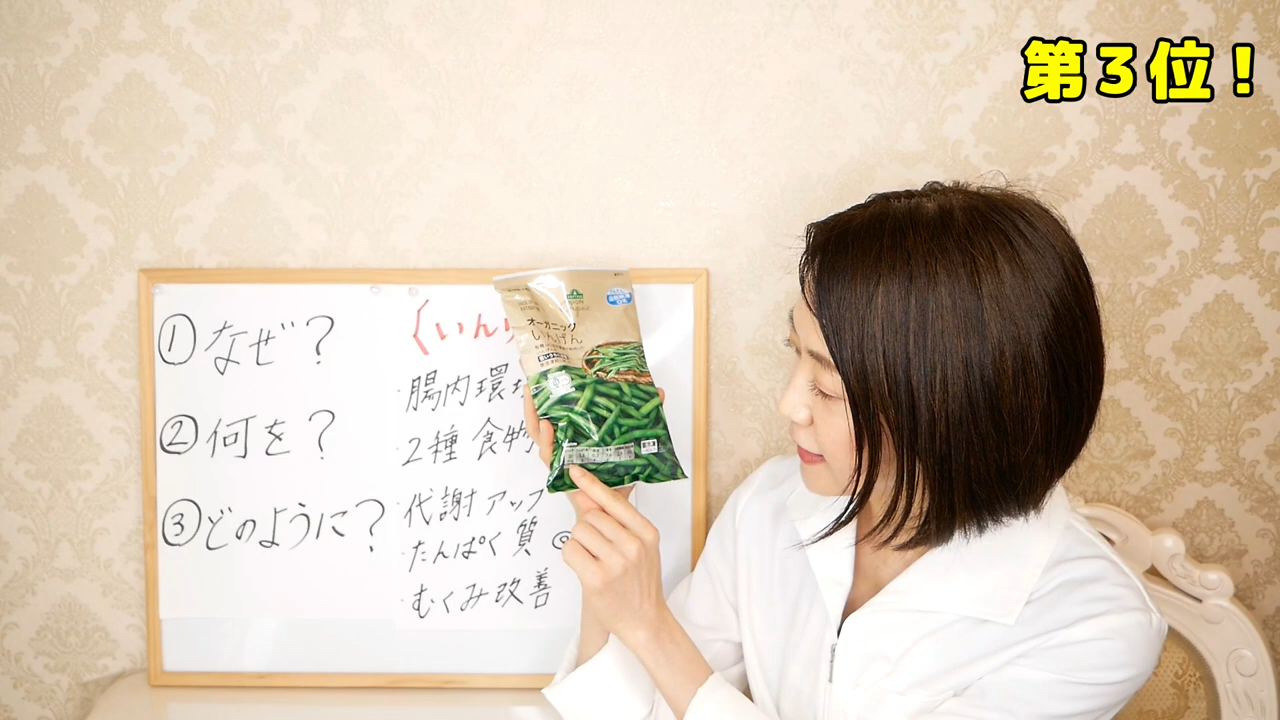 第3位！
①なぜ？
②何を？
③どのように？
〈いん
腸内環
2種 食物
代謝アップ
たんぱく質
むくみ改善
オーガニック
いんげん